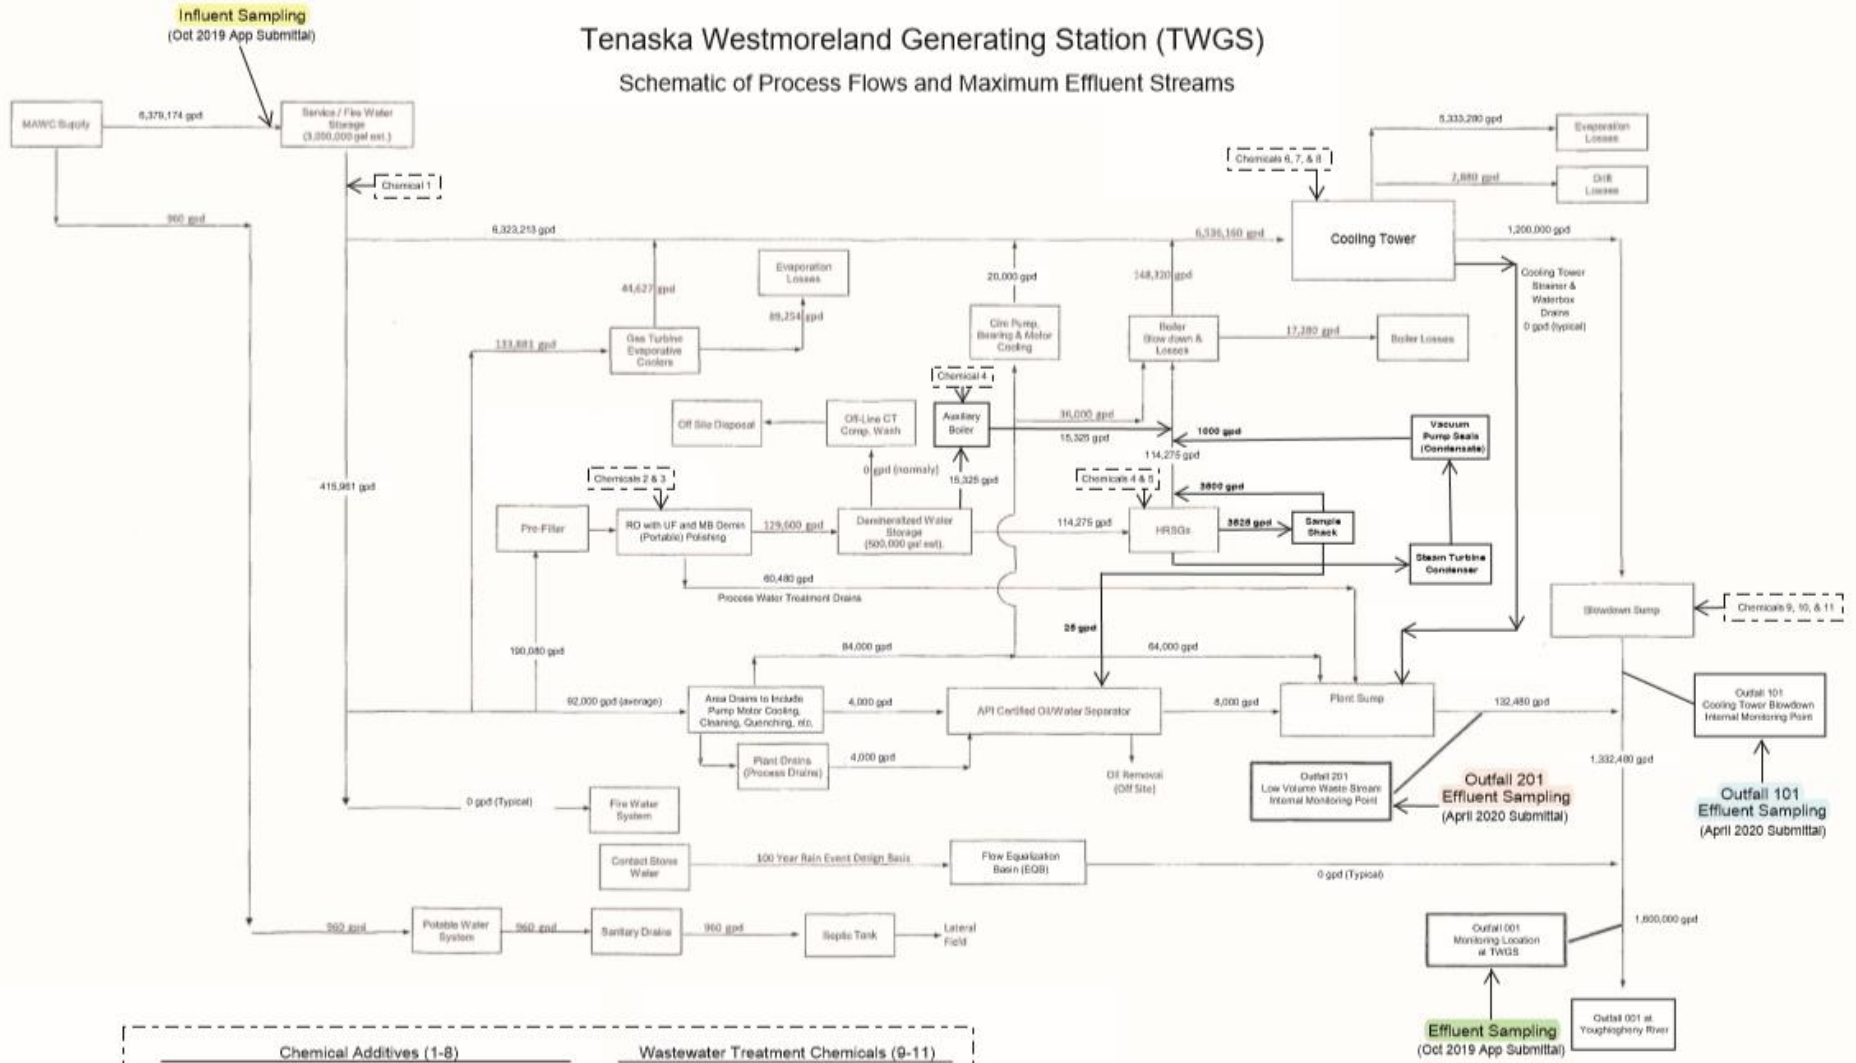 Influent Sampling
(Oct 2019 App Submittal)
Tenaska Westmoreland Generating Station (TWGS)
Schematic of Process Flows and Maximum Effluent Streams
MAWC Supply
6,379,174 gpd
Service / Fire Water
Storage
(3,000,000 gal est.)
Chemical 1
960 gpd
6,323,213 gpd
Chemicals 6, 7, & 8
5,333,280 gpd
Evaporation
Losses
2,880 gpd
Drift
Losses
6,536,160 gpd
Cooling Tower
1,200,000 gpd
Cooling Tower
Strainer &
Waterbox
Drains
0 gpd (typical)
Evaporation
Losses
44,627 gpd
89,254 gpd
20,000 gpd
148,320 gpd
133,881 gpd
Gas Turbine
Evaporative
Coolers
Circ Pump,
Bearing & Motor
Cooling
Boiler
Blow down &
Losses
17,280 gpd
Boiler Losses
Chemical 4
Off Site Disposal
Off-Line CT
Comp. Wash
Auxiliary
Boiler
36,000 gpd
15,325 gpd
1000 gpd
Vacuum
Pump Seals
(Condensate)
114,275 gpd
0 gpd (normaly)
15,325 gpd
415,961 gpd
Chemicals 2 & 3
Chemicals 4 & 5
3600 gpd
Pre-Filter
RO with UF and MB Demin
(Portable) Polishing
129,600 gpd
Demineralized Water
Storage
(500,000 gal est).
114,275 gpd
HRSGs
3625 gpd
Sample
Shack
Steam Turbine
Condenser
60,480 gpd
Process Water Treatment Drains
Blowdown Sump
Chemicals 9, 10, & 11
25 gpd
190,080 gpd
84,000 gpd
64,000 gpd
92,000 gpd (average)
Area Drains to Include
Pump Motor Cooling,
Cleaning, Quenching, etc.
4,000 gpd
API Certified Oil/Water Separator
8,000 gpd
Plant Sump
132,480 gpd
Outfall 101
Cooling Tower Blowdown
Internal Monitoring Point
Plant Drains
(Process Drains)
4,000 gpd
Oil Removal
(Off Site)
1,332,480 gpd
Outfall 201
Low Volume Waste Stream
Internal Monitoring Point
Outfall 201
Effluent Sampling
(April 2020 Submittal)
Outfall 101
Effluent Sampling
(April 2020 Submittal)
0 gpd (Typical)
Fire Water
System
Contact Storm
Water
100 Year Rain Event Design Basis
Flow Equalization
Basin (EQB)
0 gpd (Typical)
960 gpd
Potable Water
System
960 gpd
Sanitary Drains
960 gpd
Septic Tank
Lateral
Field
Outfall 001
Monitoring Location
at TWGS
1,600,000 gpd
Effluent Sampling
(Oct 2019 App Submittal)
Outfall 001 at
Youghiogheny River
Chemical Additives (1-8)
Wastewater Treatment Chemicals (9-11)